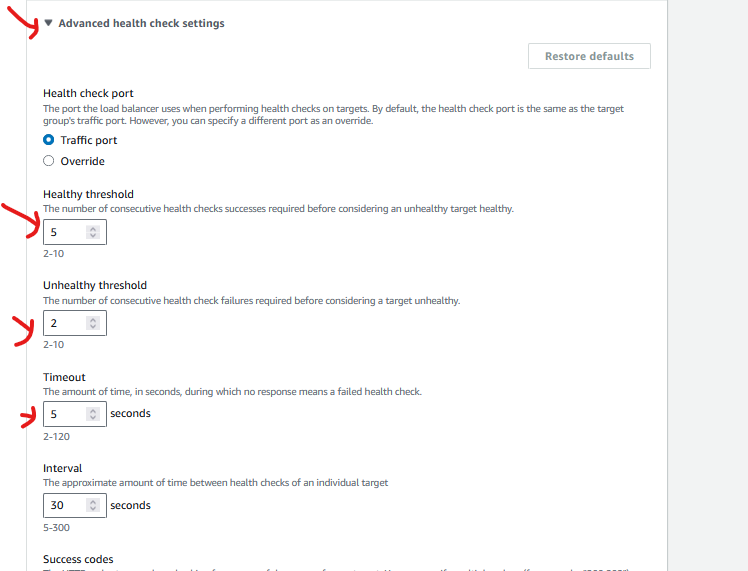 Advanced health check settings
Restore defaults
Health check port
The port the load balancer uses when performing health checks on targets. By default, the health check port is the same as the target
group's traffic port. However, you can specify a different port as an override.
Traffic port
Override
Healthy threshold
The number of consecutive health checks successes required before considering an unhealthy target healthy.
5
2-10
Unhealthy threshold
The number of consecutive health check failures required before considering a target unhealthy.
2
2-10
Timeout
The amount of time, in seconds, during which no response means a failed health check.
5 seconds
2-120
Interval
The approximate amount of time between health checks of an individual target
30 seconds
5-300
Success codes